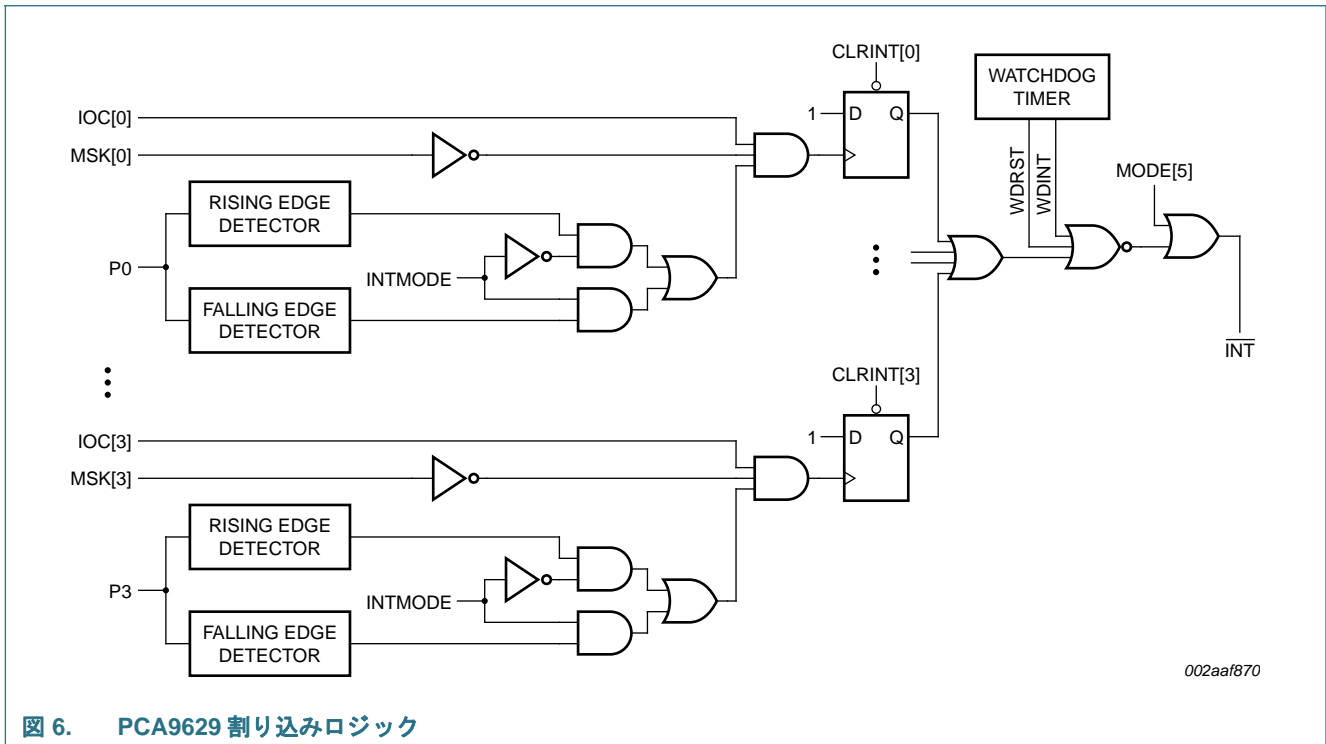 CLRINT[0]
WATCHDOG
TIMER
IOC[0]
1
D
Q
MSK[0]
WDRST
WDINT
MODE[5]
RISING EDGE
DETECTOR
P0
INTMODE
FALLING EDGE
DETECTOR
INT
CLRINT[3]
IOC[3]
1
D
Q
MSK[3]
RISING EDGE
DETECTOR
P3
INTMODE
FALLING EDGE
DETECTOR
002aaf870
図 6. PCA9629 割り込みロジック